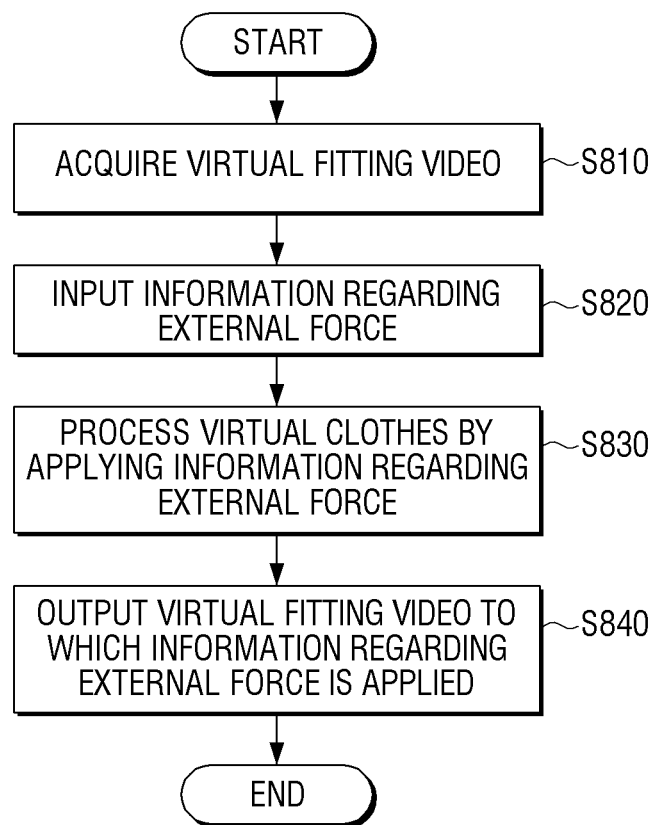 START
ACQUIRE VIRTUAL FITTING VIDEO
S810
INPUT INFORMATION REGARDING
EXTERNAL FORCE
S820
PROCESS VIRTUAL CLOTHES BY
APPLYING INFORMATION REGARDING
EXTERNAL FORCE
S830
OUTPUT VIRTUAL FITTING VIDEO TO
WHICH INFORMATION REGARDING
EXTERNAL FORCE IS APPLIED
S840
END